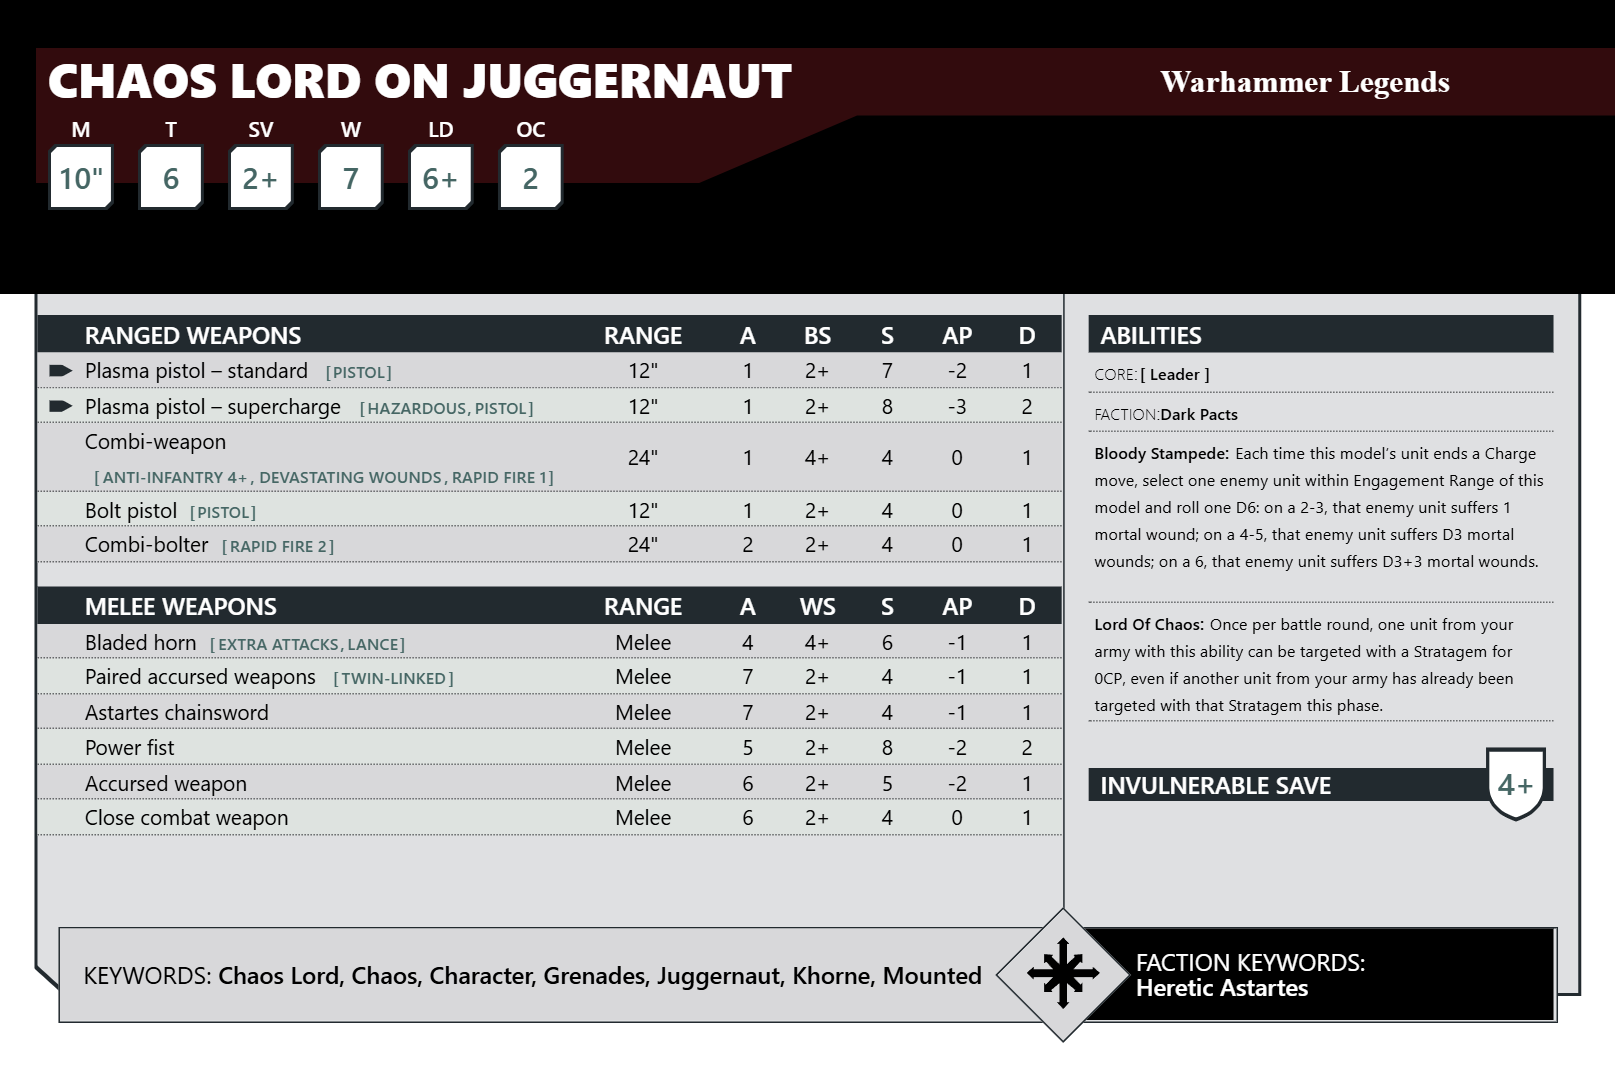 CHAOS LORD ON JUGGERNAUT
Warhammer Legends
M T SV W LD OC
10" 6 2+ 7 6+ 2
RANGED WEAPONS RANGE A BS S AP D
Plasma pistol – standard [PISTOL] 12" 1 2+ 7 -2 1
Plasma pistol – supercharge [HAZARDOUS, PISTOL] 12" 1 2+ 8 -3 2
Combi-weapon
[ANTI-INFANTRY 4+, DEVASTATING WOUNDS, RAPID FIRE 1] 24" 1 4+ 4 0 1
Bolt pistol [PISTOL] 12" 1 2+ 4 0 1
Combi-bolter [RAPID FIRE 2] 24" 2 2+ 4 0 1
MELEE WEAPONS RANGE A WS S AP D
Bladed horn [EXTRA ATTACKS, LANCE] Melee 4 4+ 6 -1 1
Paired accursed weapons [TWIN-LINKED] Melee 7 2+ 4 -1 1
Astartes chainsword Melee 7 2+ 4 -1 1
Power fist Melee 5 2+ 8 -2 2
Accursed weapon Melee 6 2+ 5 -2 1
Close combat weapon Melee 6 2+ 4 0 1
ABILITIES
CORE: [ Leader ]
FACTION: Dark Pacts
Bloody Stampede: Each time this model's unit ends a Charge
move, select one enemy unit within Engagement Range of this
model and roll one D6: on a 2-3, that enemy unit suffers 1
mortal wound; on a 4-5, that enemy unit suffers D3 mortal
wounds; on a 6, that enemy unit suffers D3+3 mortal wounds.
Lord Of Chaos: Once per battle round, one unit from your
army with this ability can be targeted with a Stratagem for
0CP, even if another unit from your army has already been
targeted with that Stratagem this phase.
INVULNERABLE SAVE 4+
KEYWORDS: Chaos Lord, Chaos, Character, Grenades, Juggernaut, Khorne, Mounted
FACTION KEYWORDS:
Heretic Astartes